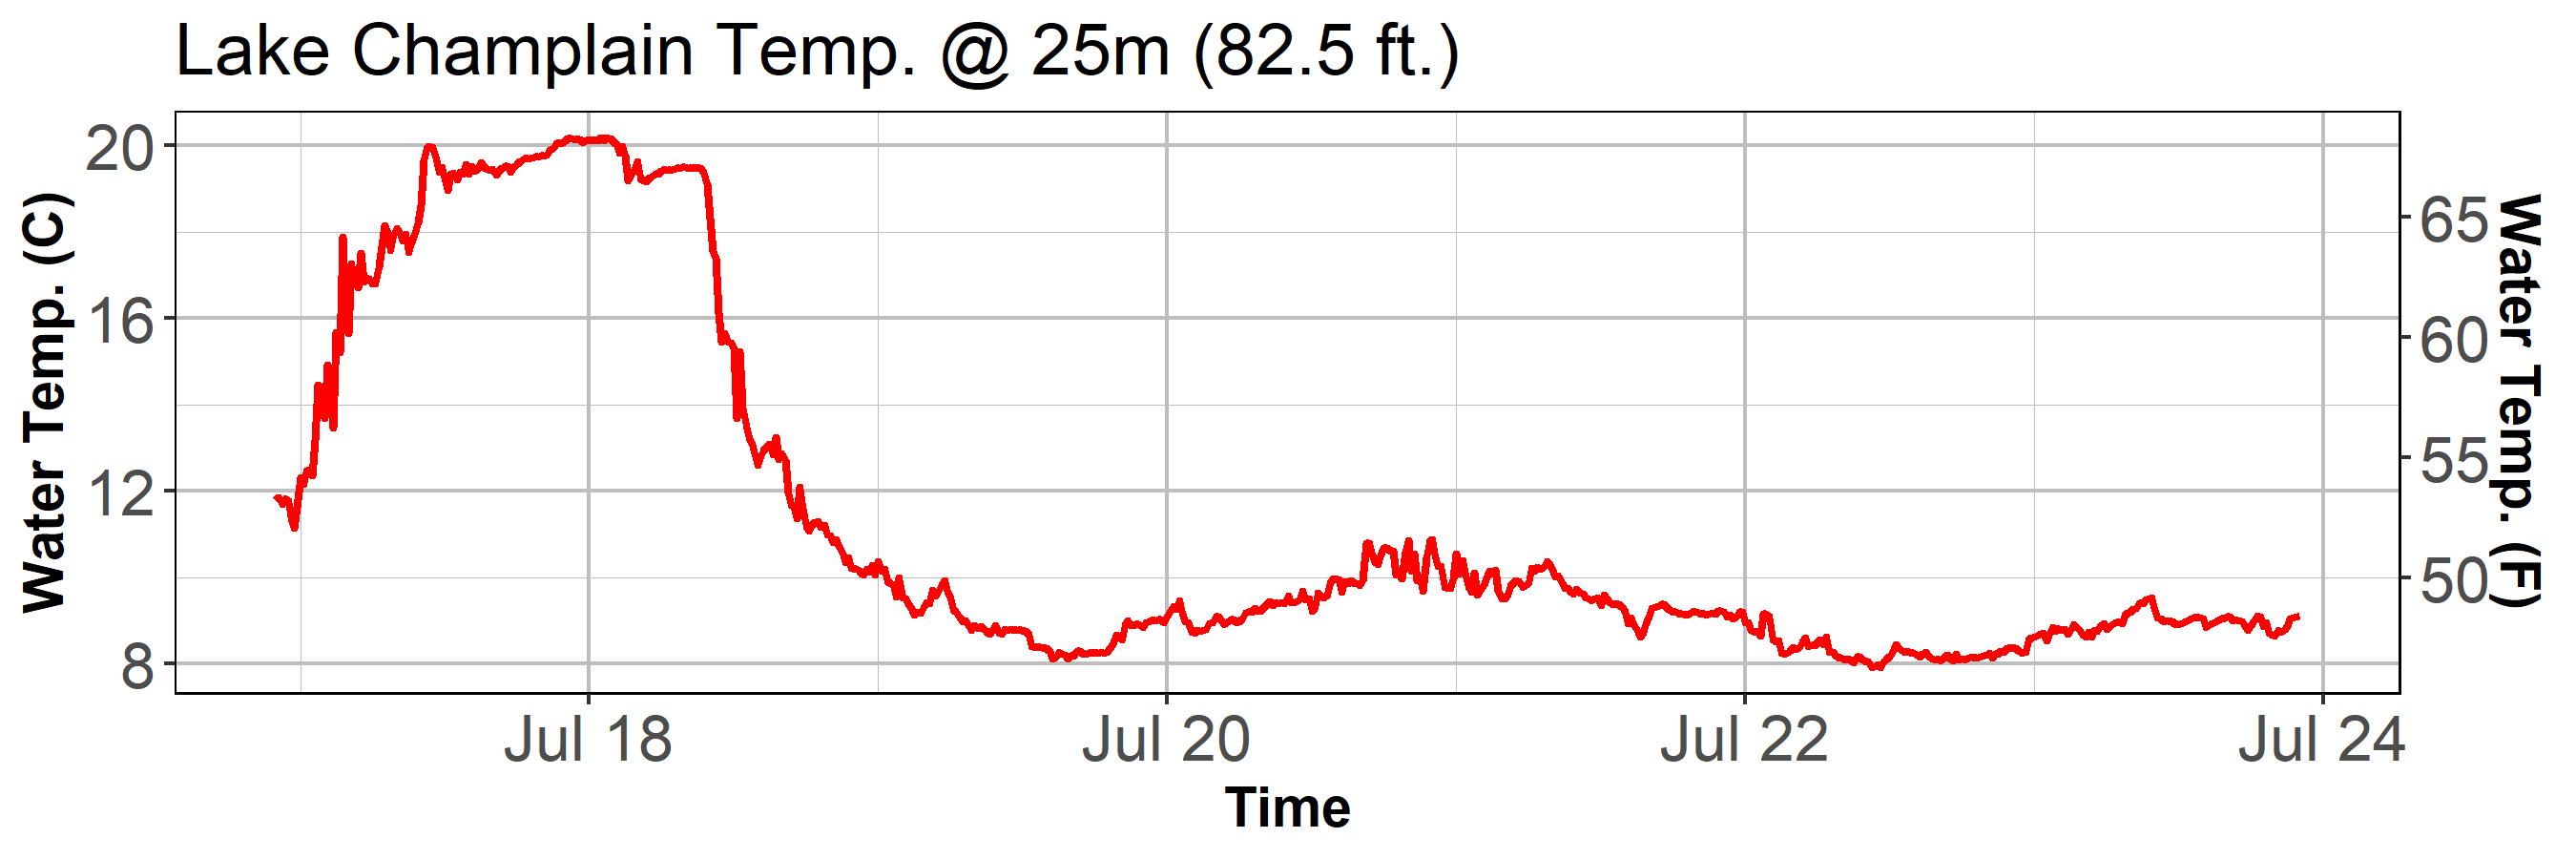 Lake Champlain Temp. @ 25m (82.5 ft.)
Water Temp. (C)
20
16
12
8
65
60
55
50
Water Temp. (F)
Jul 18
Jul 20
Jul 22
Jul 24
Time